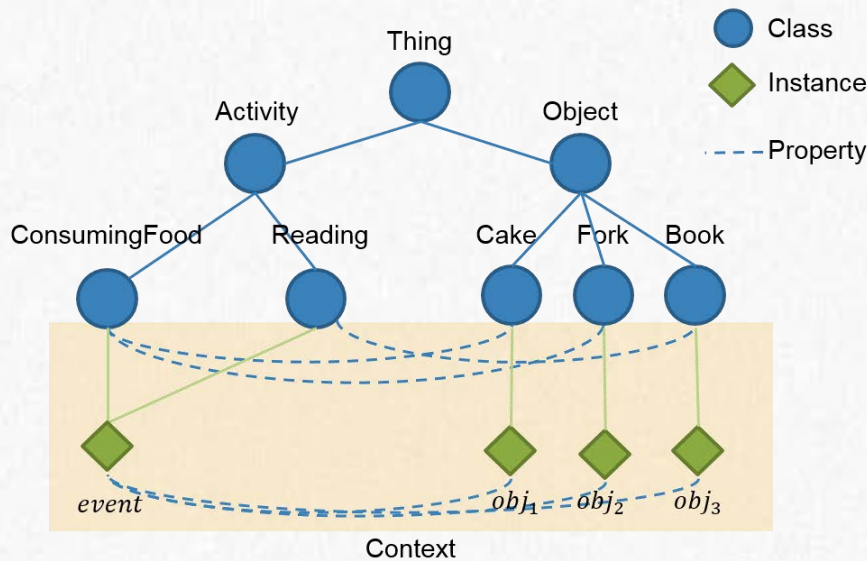 Thing
Class
Instance
Property
Activity
Object
ConsumingFood
Reading
Cake
Fork
Book
event
obj₁
obj₂
obj₃
Context